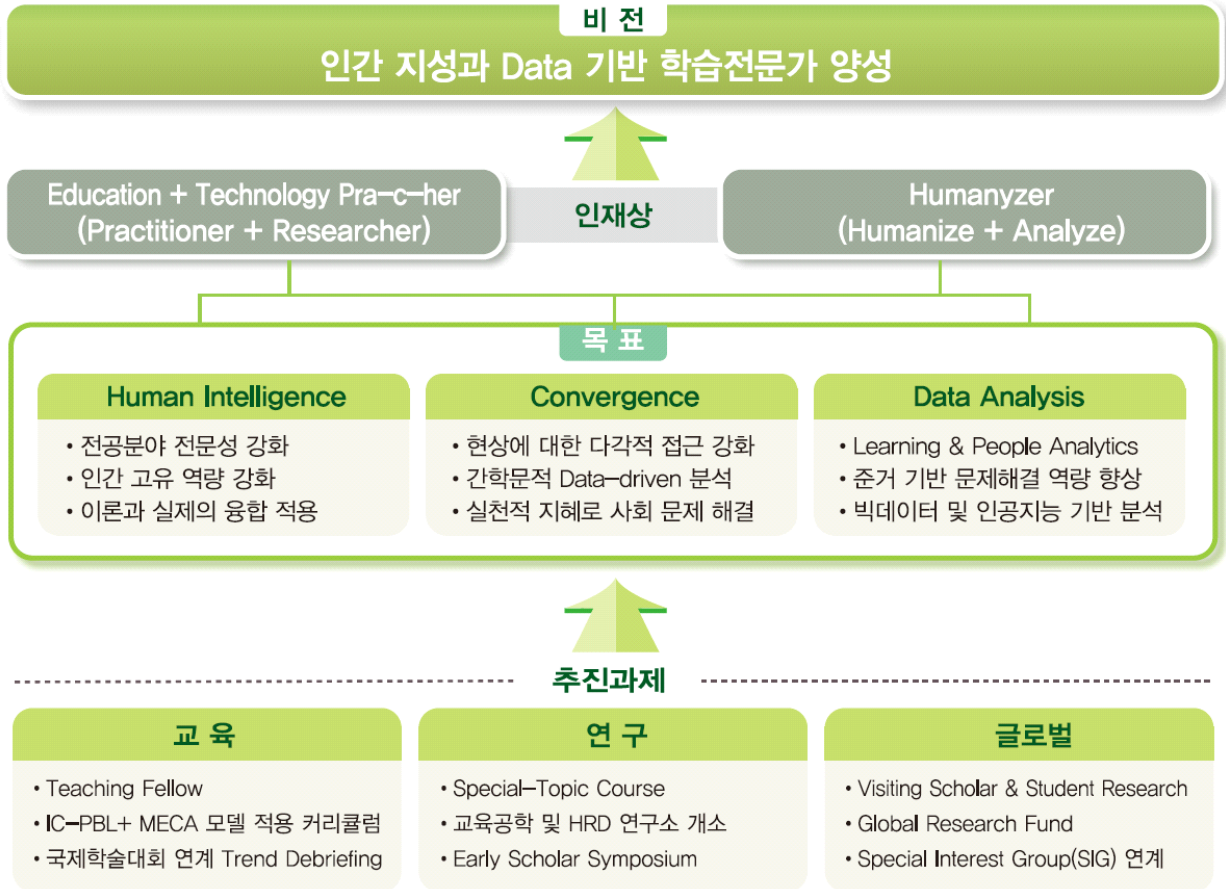 비 전
인간 지성과 Data 기반 학습전문가 양성
Education + Technology Pra-c-her
(Practitioner + Researcher)
인재상
Humanyzer
(Humanize + Analyze)
목 표
Human Intelligence
• 전공분야 전문성 강화
• 인간 고유 역량 강화
• 이론과 실제의 융합 적용
Convergence
• 현상에 대한 다각적 접근 강화
• 간학문적 Data-driven 분석
• 실천적 지혜로 사회 문제 해결
Data Analysis
• Learning & People Analytics
• 준거 기반 문제해결 역량 향상
• 빅데이터 및 인공지능 기반 분석
추진과제
교 육
• Teaching Fellow
• IC-PBL+ MECA 모델 적용 커리큘럼
• 국제학술대회 연계 Trend Debriefing
연 구
• Special-Topic Course
• 교육공학 및 HRD 연구소 개소
• Early Scholar Symposium
글로벌
• Visiting Scholar & Student Research
• Global Research Fund
• Special Interest Group(SIG) 연계